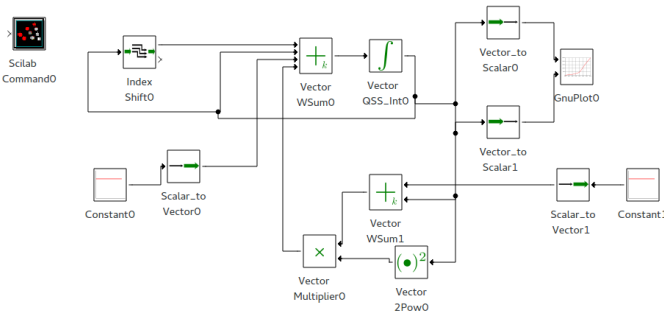 Scilab
Command0
Index
Shift0
+k
Vector
WSum0
∫
Vector
QSS_Int0
Vector_to
Scalar0
GnuPlot0
Vector_to
Scalar1
Constant0
Scalar_to
Vector0
+k
Vector
WSum1
Scalar_to
Vector1
Constant1
×
Vector
Multiplier0
(•)2
Vector
2Pow0